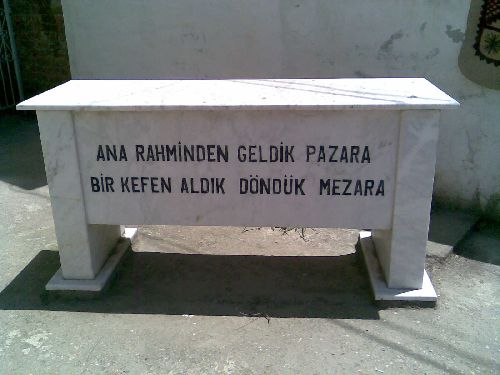 ANA RAHMİNDEN GELDİK PAZARA
BİR KEFEN ALDIK DÖNDÜK MEZARA